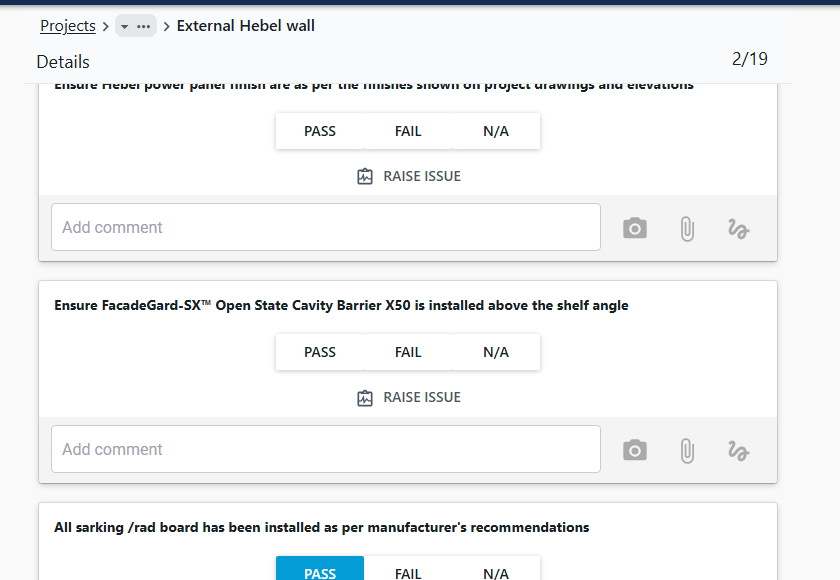 Projects > ... > External Hebel wall
Details
2/19
Ensure Hebel power panel finish are as per the finishes shown on project drawings and elevations
PASS FAIL N/A
RAISE ISSUE
Add comment
Ensure FacadeGard-SX™ Open State Cavity Barrier X50 is installed above the shelf angle
PASS FAIL N/A
RAISE ISSUE
Add comment
All sarking /rad board has been installed as per manufacturer's recommendations
PASS FAIL N/A